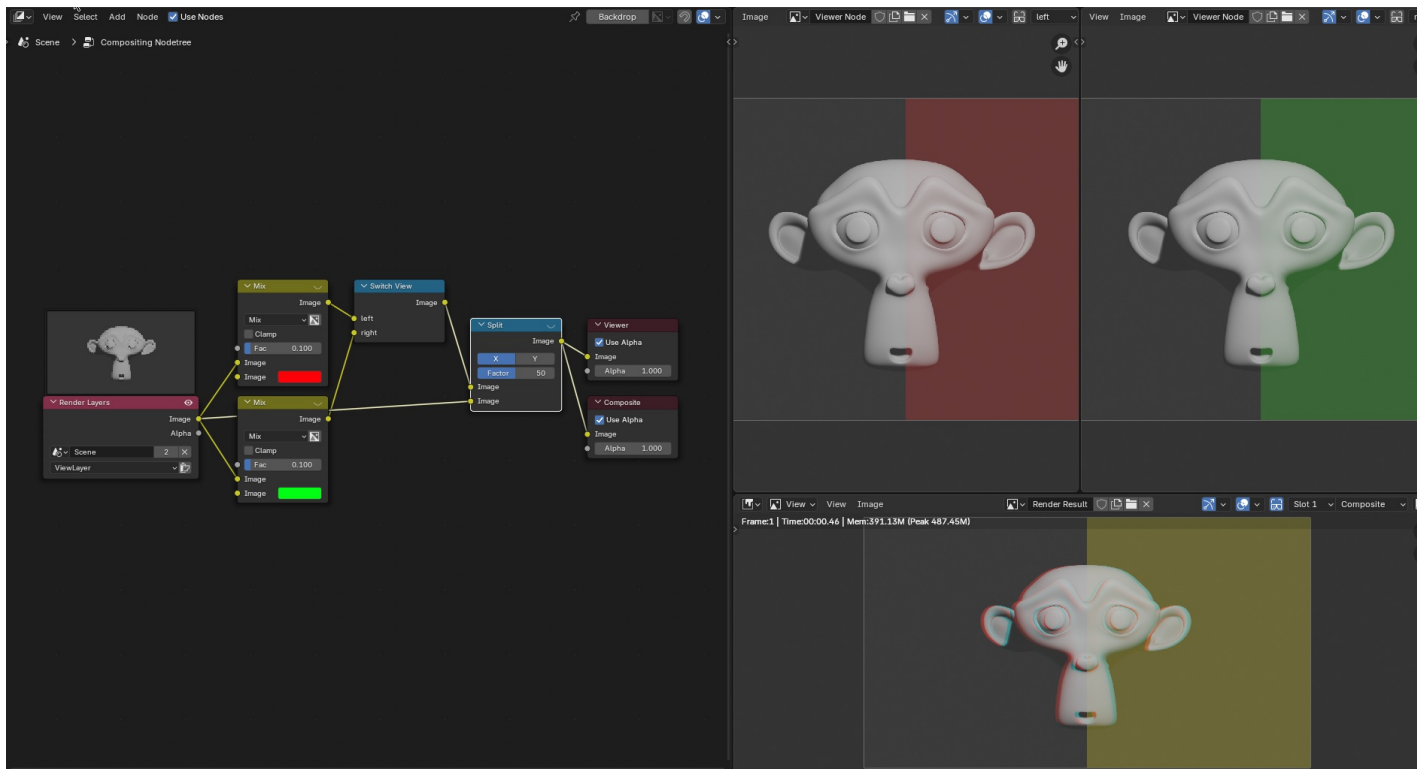 View Select Add Node Use Nodes Backdrop
Scene > Compositing Nodetree
Render Layers
Image
Alpha
Scene 2
ViewLayer
Mix
Image
Mix
Clamp
Fac 0.100
Image
Image
Mix
Image
Mix
Clamp
Fac 0.100
Image
Image
Switch View
Image
left
right
Split
Image
X Y
Factor 50
Image
Image
Viewer
Use Alpha
Image
Alpha 1.000
Composite
Use Alpha
Image
Alpha 1.000
Image Viewer Node left
View Image Viewer Node
View View Image Render Result Slot 1 Composite
Frame:1 | Time:00:00.46 | Mem:391.13M (Peak 487.45M)